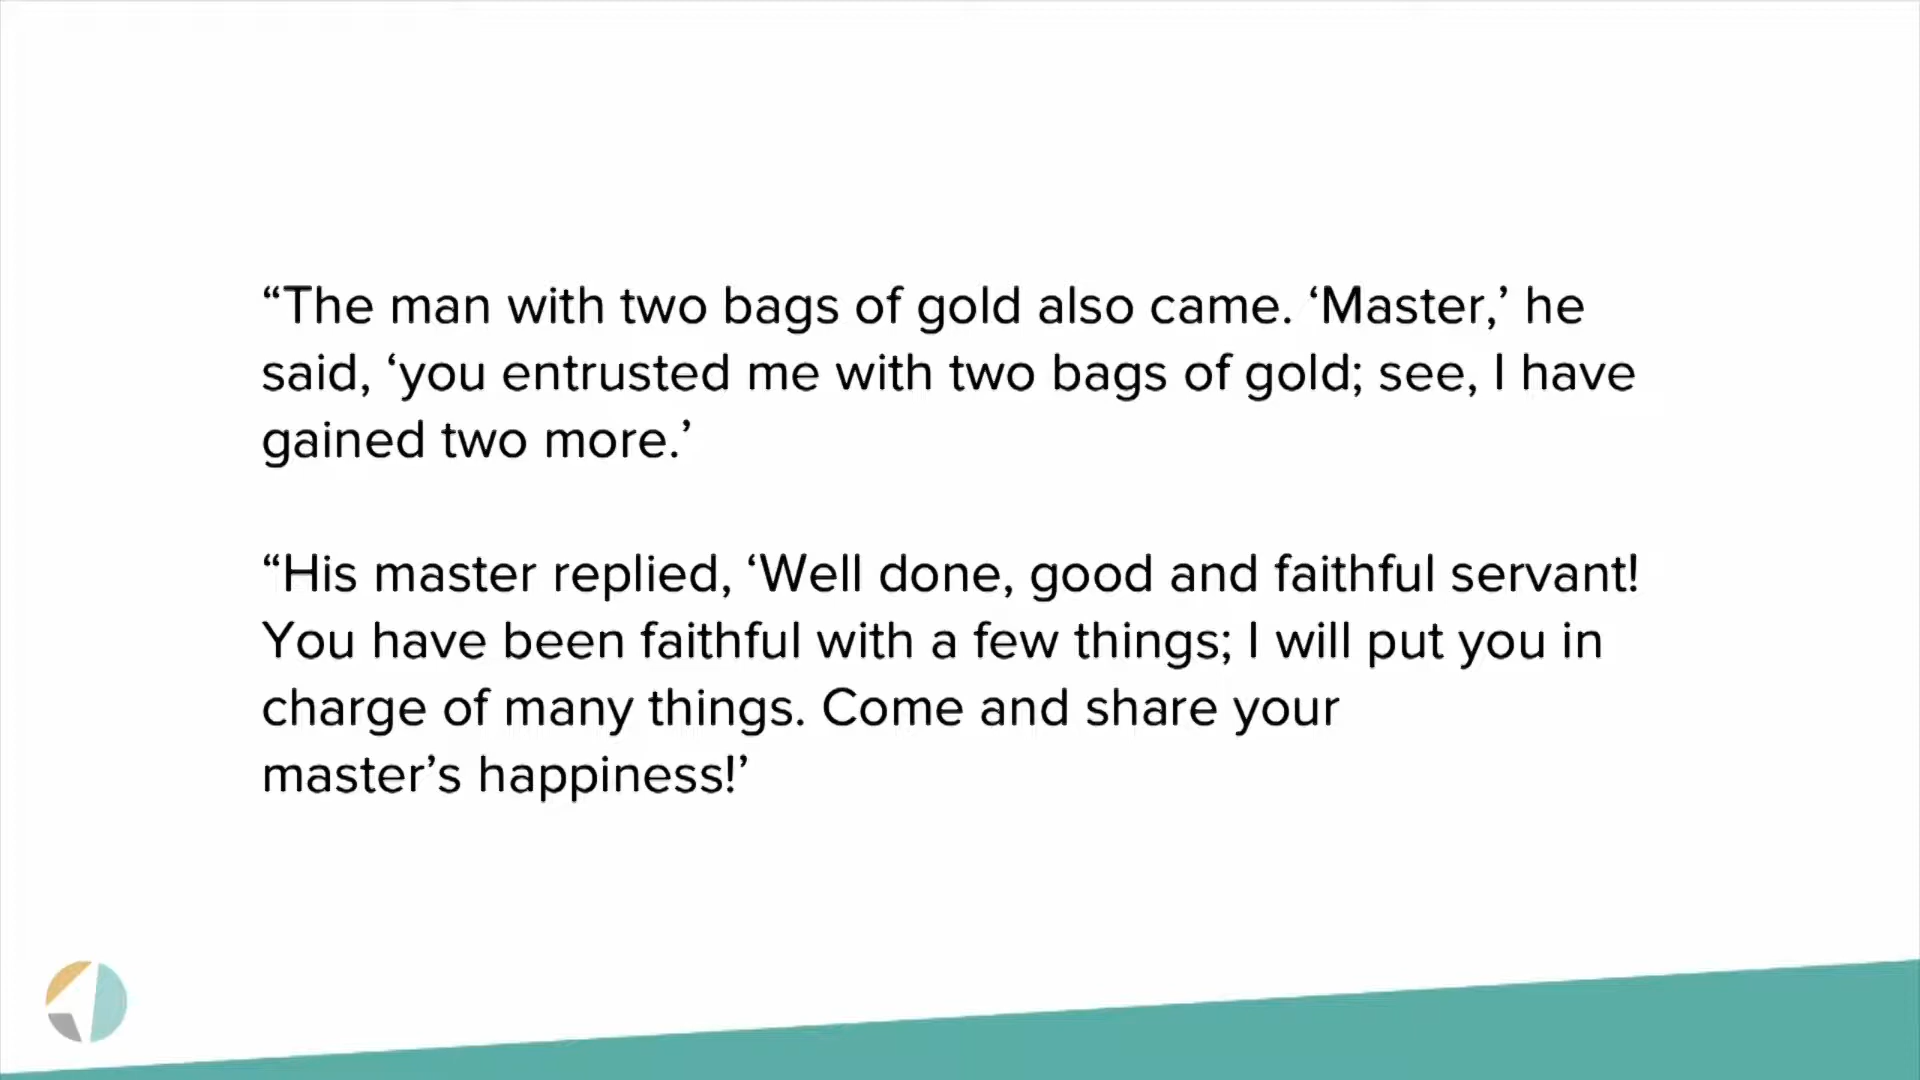 “The man with two bags of gold also came. ‘Master,’ he
said, ‘you entrusted me with two bags of gold; see, I have
gained two more.’
“His master replied, ‘Well done, good and faithful servant!
You have been faithful with a few things; I will put you in
charge of many things. Come and share your
master’s happiness!’